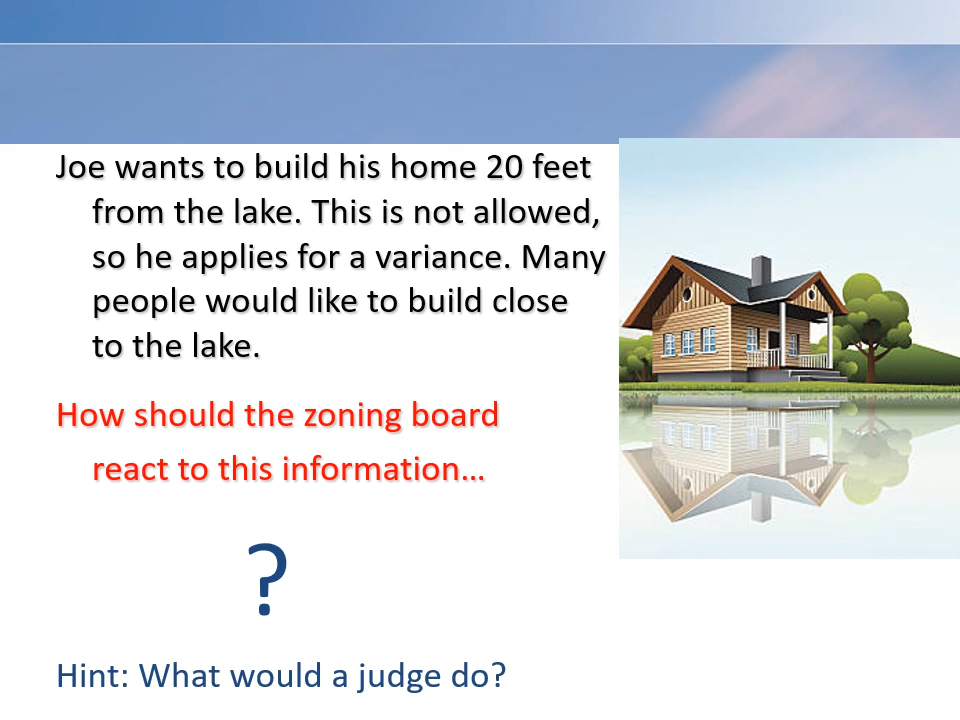 Joe wants to build his home 20 feet
from the lake. This is not allowed,
so he applies for a variance. Many
people would like to build close
to the lake.
How should the zoning board
react to this information…
?
Hint: What would a judge do?